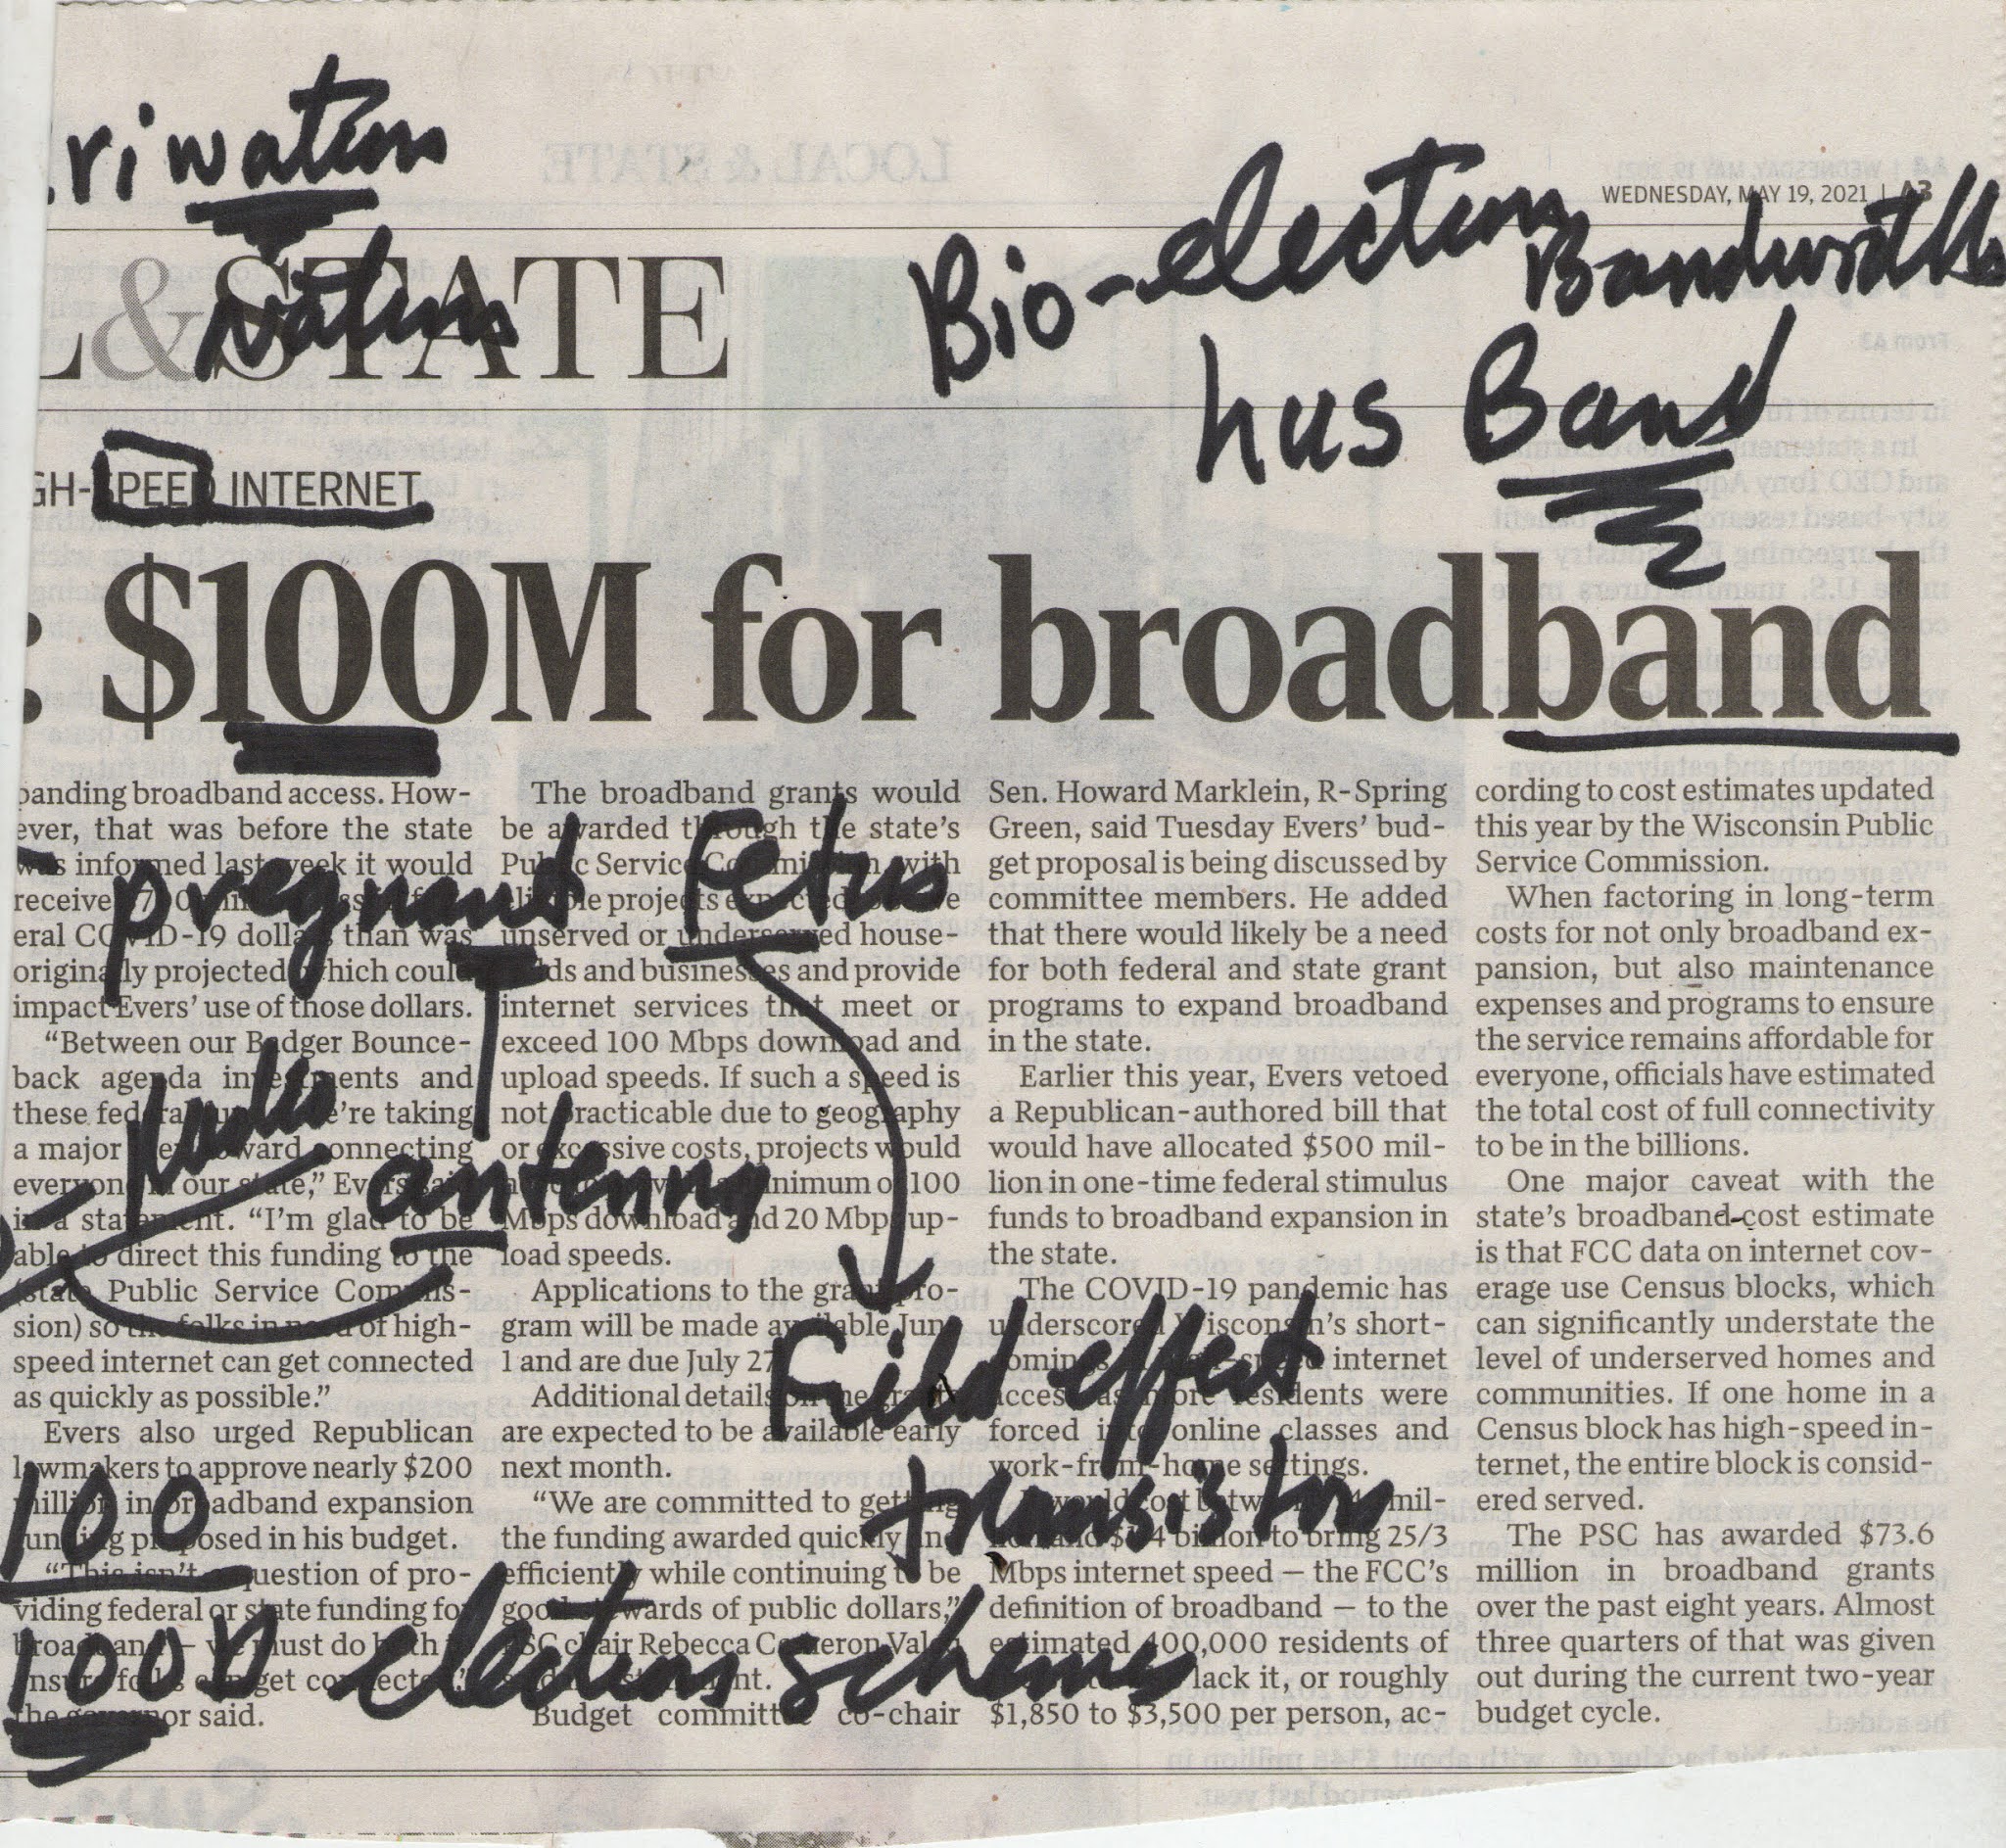 WEDNESDAY, MAY 19, 2021 | A3
Bio-
Bandwidth
L&STATE
hus Band
GH-SPEED INTERNET
: $100M for broadband
panding broadband access. How-
ever, that was before the state
was informed last week it would
receive
eral COVID-19 dollars than was
originally projected, which could
impact Evers’ use of those dollars.
“Between our Badger Bounce-
back agenda investments and
these federal we’re taking
a major toward connecting
everyone in our state,” Evers said
in a statement. “I’m glad to be
able to direct this funding to the
(state Public Service Commis-
sion) so the folks in need of high-
speed internet can get connected
as quickly as possible.”
Evers also urged Republican
lawmakers to approve nearly $200
million in broadband expansion
funding proposed in his budget.
“This isn’t a question of pro-
viding federal or state funding for
broadband — we must do both
get connected,”
the governor said.
The broadband grants would
be awarded through the state’s
Public Service Commission, with
eligible projects expected
unserved or underserved house-
holds and businesses and provide
internet services that meet or
exceed 100 Mbps download and
upload speeds. If such a speed is
not practicable due to geography
or excessive costs, projects would
minimum of 100
Mbps download and 20 Mbps up-
load speeds.
Applications to the grant pro-
gram will be made available June
1 and are due July 27
Additional details on the grants
are expected to be available early
next month.
“We are committed to getting
the funding awarded quickly and
efficiently while continuing to be
good stewards of public dollars,”
PSC chair Rebecca Cameron Valcq
Budget committee co-chair
Sen. Howard Marklein, R-Spring
Green, said Tuesday Evers’ bud-
get proposal is being discussed by
committee members. He added
that there would likely be a need
for both federal and state grant
programs to expand broadband
in the state.
Earlier this year, Evers vetoed
a Republican-authored bill that
would have allocated $500 mil-
lion in one-time federal stimulus
funds to broadband expansion in
the state.
The COVID-19 pandemic has
underscored Wisconsin’s short-
comings internet
access as more residents were
forced into online classes and
work-from-home settings.
would cost between mil-
lion and billion to bring 25/3
Mbps internet speed — the FCC’s
definition of broadband — to the
estimated 400,000 residents of
lack it, or roughly
$1,850 to $3,500 per person, ac-
cording to cost estimates updated
this year by the Wisconsin Public
Service Commission.
When factoring in long-term
costs for not only broadband ex-
pansion, but also maintenance
expenses and programs to ensure
the service remains affordable for
everyone, officials have estimated
the total cost of full connectivity
to be in the billions.
One major caveat with the
state’s broadband-cost estimate
is that FCC data on internet cov-
erage use Census blocks, which
can significantly understate the
level of underserved homes and
communities. If one home in a
Census block has high-speed in-
ternet, the entire block is consid-
ered served.
The PSC has awarded $73.6
million in broadband grants
over the past eight years. Almost
three quarters of that was given
out during the current two-year
budget cycle.
pregnant Fetus
antenna
Field effect
transistor
100
100D schemes